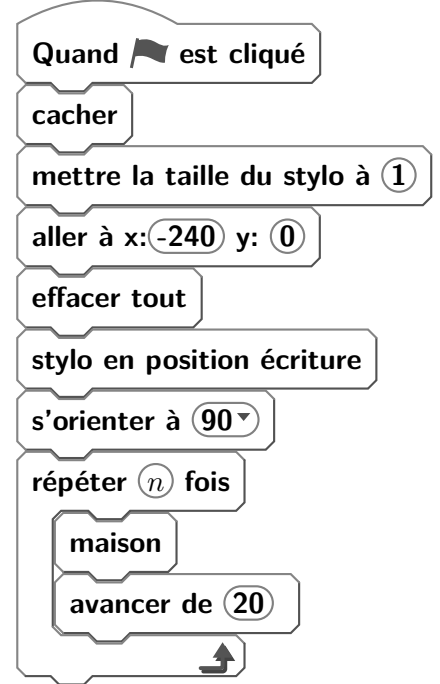 Quand est cliqué
cacher
mettre la taille du stylo à 1
aller à x: -240 y: 0
effacer tout
stylo en position écriture
s'orienter à 90
répéter n fois
maison
avancer de 20